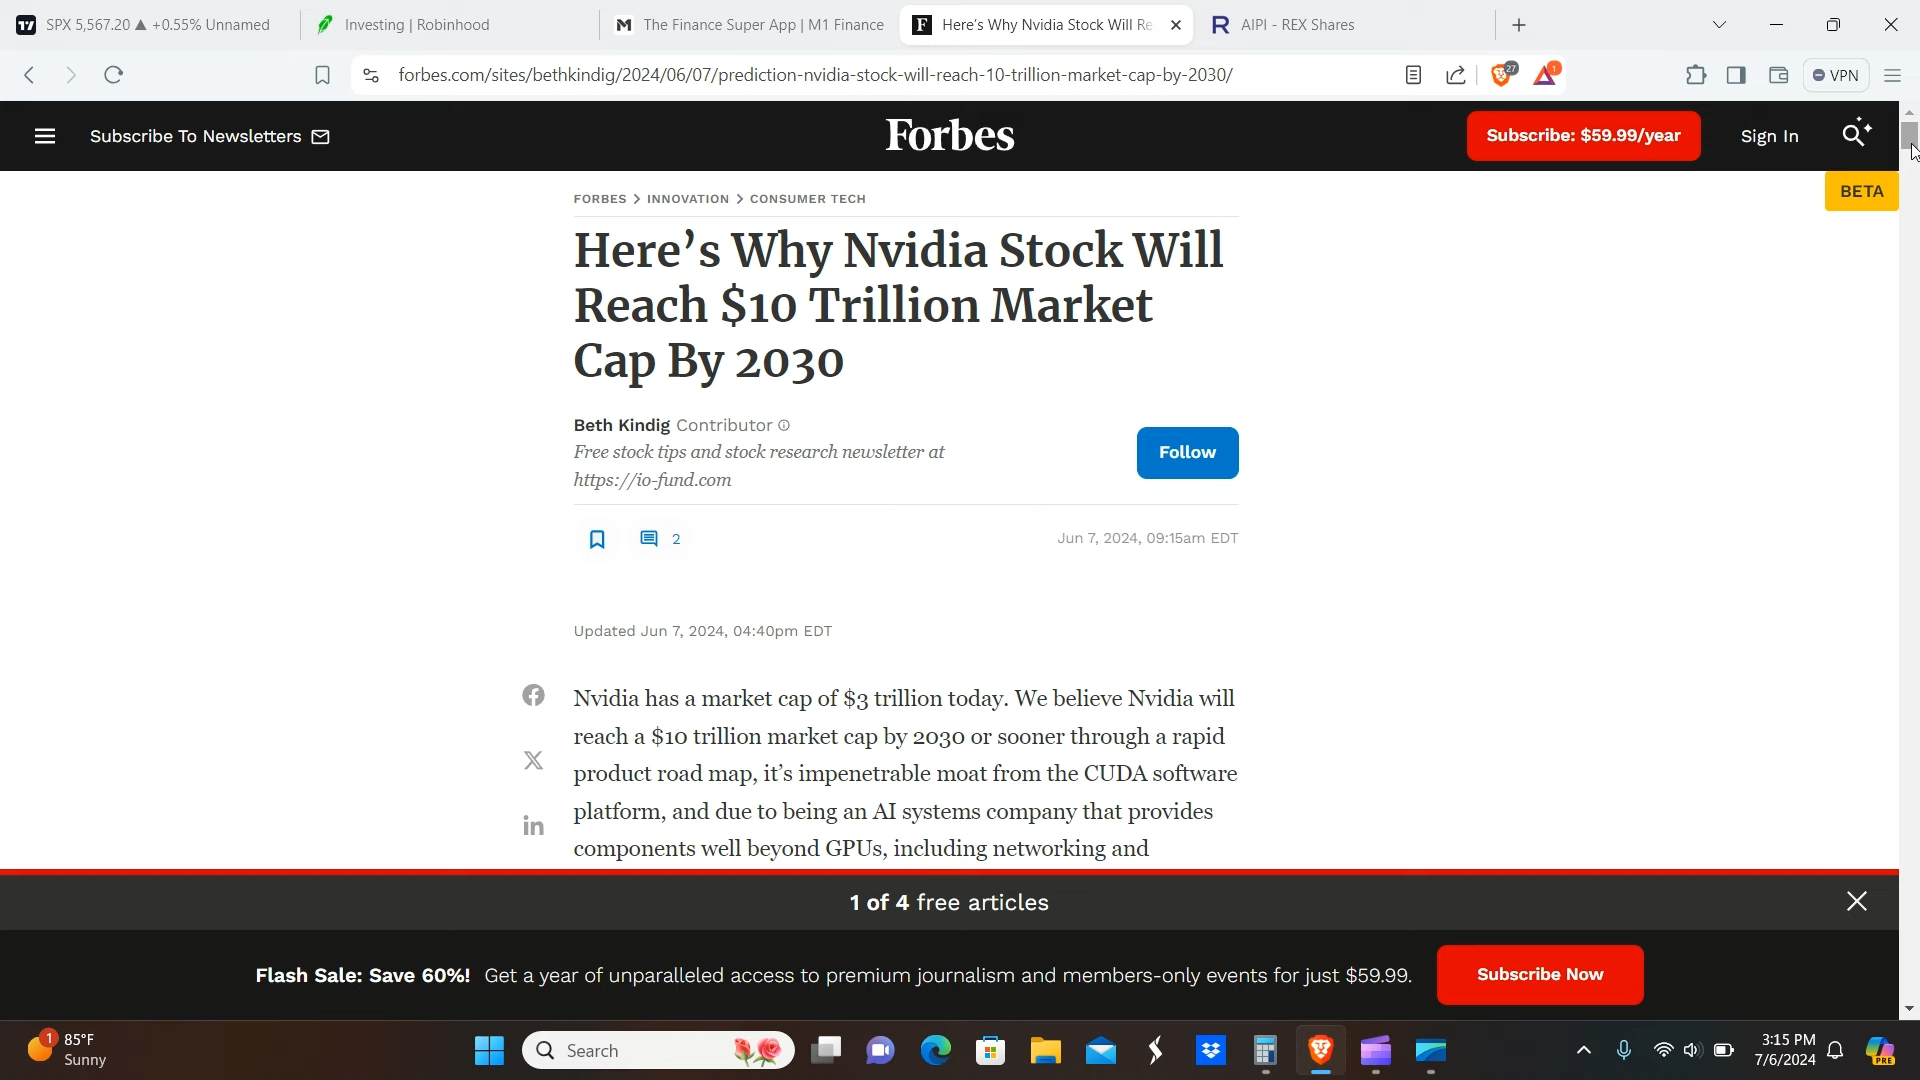 SPX 5,567.20 ▲ +0.55% Unnamed
Investing | Robinhood
The Finance Super App | M1 Finance
Here's Why Nvidia Stock Will Re
AIPI - REX Shares
forbes.com/sites/bethkindig/2024/06/07/prediction-nvidia-stock-will-reach-10-trillion-market-cap-by-2030/
27
1
VPN
Subscribe To Newsletters
Forbes
Subscribe: $59.99/year
Sign In
BETA
FORBES > INNOVATION > CONSUMER TECH
Here's Why Nvidia Stock Will
Reach $10 Trillion Market
Cap By 2030
Beth Kindig Contributor
Free stock tips and stock research newsletter at
https://io-fund.com
Follow
2
Jun 7, 2024, 09:15am EDT
Updated Jun 7, 2024, 04:40pm EDT
Nvidia has a market cap of $3 trillion today. We believe Nvidia will
reach a $10 trillion market cap by 2030 or sooner through a rapid
product road map, it's impenetrable moat from the CUDA software
platform, and due to being an AI systems company that provides
components well beyond GPUs, including networking and
1 of 4 free articles
Flash Sale: Save 60%! Get a year of unparalleled access to premium journalism and members-only events for just $59.99.
Subscribe Now
1
85°F
Sunny
Search
3:15 PM
7/6/2024
PRE